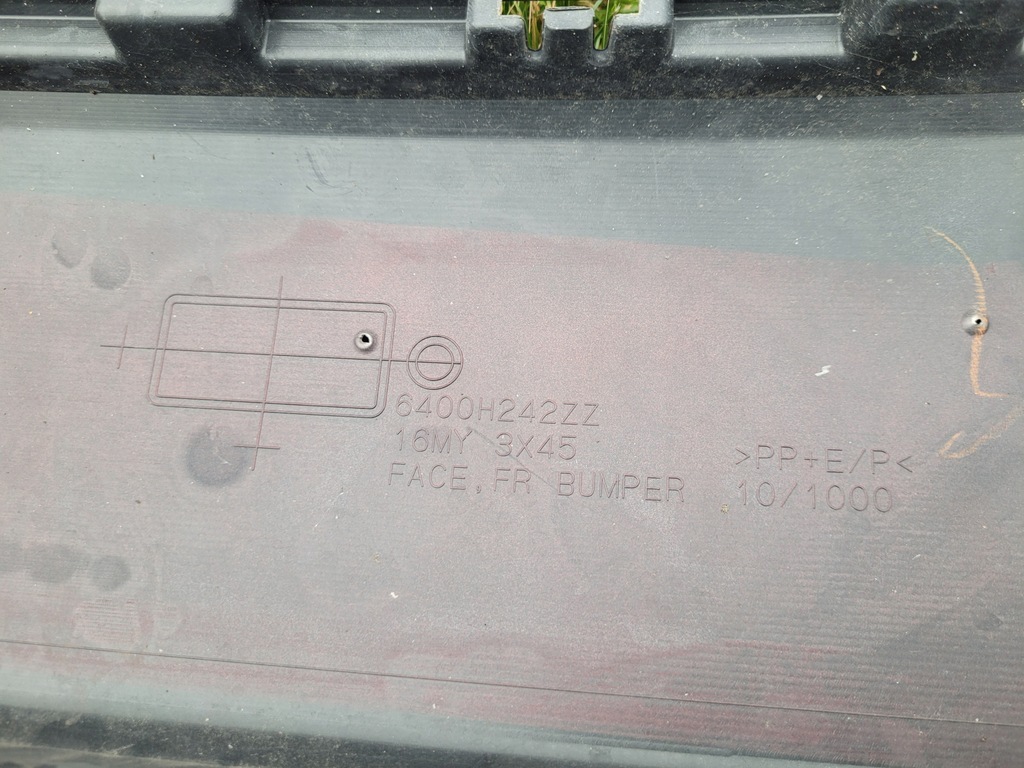 6400H242ZZ
16MY 3X45
FACE, FR BUMPER
>PP+E/P<
10/1000